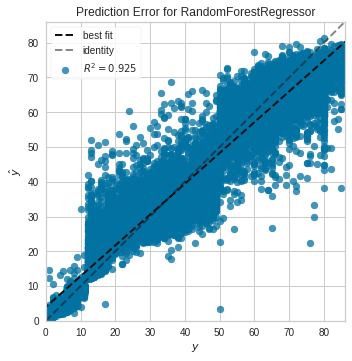 Prediction Error for RandomForestRegressor
best fit
identity
R² = 0.925
80
70
60
50
40
30
20
10
0
ŷ
0 10 20 30 40 50 60 70 80
y